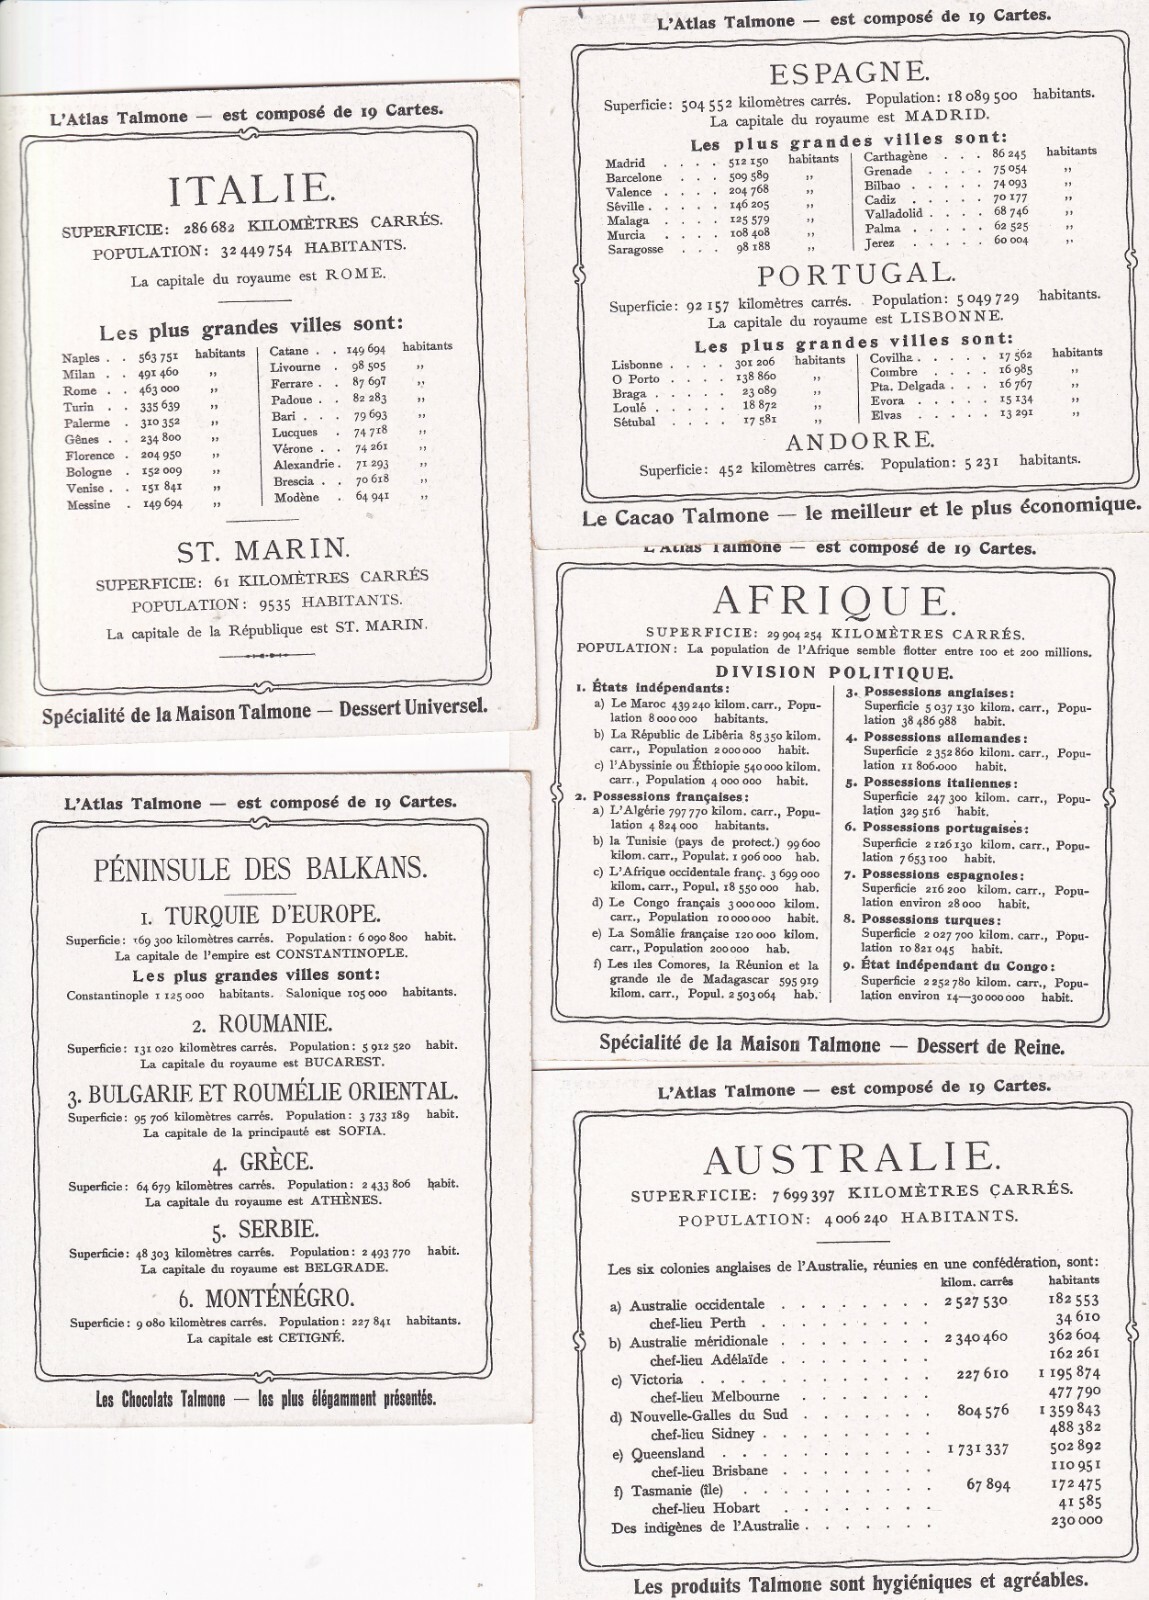 L'Atlas Talmone — est composé de 19 Cartes.
ITALIE.
SUPERFICIE: 286 682 KILOMÈTRES CARRÉS.
POPULATION: 32 449 754 HABITANTS.
La capitale du royaume est ROME.
Les plus grandes villes sont:
Naples . . 563 751 habitants
Milan . . 491 460 „
Rome . . 463 000 „
Turin . . 335 639 „
Palerme . 310 352 „
Gênes . . 234 800 „
Florence . 204 950 „
Bologne . 152 009 „
Venise . . 151 841 „
Messine . 149 694 „
Catane . . 149 694 habitants
Livourne . 98 505 „
Ferrare . . 87 697 „
Padoue . . 82 283 „
Bari . . . 79 693 „
Lucques . 74 718 „
Vérone . . 74 261 „
Alexandrie . 71 293 „
Brescia . . 70 618 „
Modène . 64 941 „
ST. MARIN.
SUPERFICIE: 61 KILOMÈTRES CARRÉS
POPULATION: 9535 HABITANTS.
La capitale de la République est ST. MARIN.
Spécialité de la Maison Talmone — Dessert Universel.
L'Atlas Talmone — est composé de 19 Cartes.
ESPAGNE.
Superficie: 504 552 kilomètres carrés. Population: 18 089 500 habitants.
La capitale du royaume est MADRID.
Les plus grandes villes sont:
Madrid . . . . 512 150 habitants
Barcelone . . . 509 589 „
Valence . . . . 204 768 „
Séville . . . . 146 205 „
Malaga . . . . 125 579 „
Murcia . . . . 108 408 „
Saragosse . . . 98 188 „
Carthagène . . . 86 245 habitants
Grenade . . . . 75 054 „
Bilbao . . . . . 74 093 „
Cadiz . . . . . 70 177 „
Valladolid . . . . 68 746 „
Palma . . . . . 62 525 „
Jerez . . . . . 60 004 „
PORTUGAL.
Superficie: 92 157 kilomètres carrés. Population: 5 049 729 habitants.
La capitale du royaume est LISBONNE.
Les plus grandes villes sont:
Lisbonne . . . . 301 206 habitants
O Porto . . . . 138 860 „
Braga . . . . . 23 089 „
Loulé . . . . . 18 872 „
Sétubal . . . . 17 581 „
Covilha . . . . . 17 562 habitants
Coimbre . . . . 16 985 „
Pta. Delgada . . . 16 767 „
Evora . . . . . 15 134 „
Elvas . . . . . 13 291 „
ANDORRE.
Superficie: 452 kilomètres carrés. Population: 5 231 habitants.
Le Cacao Talmone — le meilleur et le plus économique.
L'Atlas Talmone — est composé de 19 Cartes.
AFRIQUE.
SUPERFICIE: 29 904 254 KILOMÈTRES CARRÉS.
POPULATION: La population de l'Afrique semble flotter entre 100 et 200 millions.
DIVISION POLITIQUE.
1. États indépendants:
a) Le Maroc 439 240 kilom. carr., Popu-
lation 8 000 000 habitants.
b) La Républic de Libéria 85 350 kilom.
carr., Population 2 000 000 habit.
c) l'Abyssinie ou Éthiopie 540 000 kilom.
carr., Population 4 000 000 habit.
2. Possessions françaises:
a) L'Algérie 797 770 kilom. carr., Popu-
lation 4 824 000 habitants.
b) la Tunisie (pays de protect.) 99 600
kilom. carr., Populat. 1 906 000 hab.
c) L'Afrique occidentale franç. 3 699 000
kilom. carr., Popul. 18 550 000 hab.
d) Le Congo français 3 000 000 kilom.
carr., Population 10 000 000 habit.
e) La Somâlie française 120 000 kilom.
carr., Population 200 000 hab.
f) Les îles Comores, la Réunion et la
grande île de Madagascar 595 919
kilom. carr., Popul. 2 503 064 hab.
3. Possessions anglaises:
Superficie 5 037 130 kilom. carr., Popu-
lation 38 486 988 habit.
4. Possessions allemandes:
Superficie 2 352 860 kilom. carr., Popu-
lation 11 806.000 habit.
5. Possessions italiennes:
Superficie 247 300 kilom. carr., Popu-
lation 329 516 habit.
6. Possessions portugaises:
Superficie 2 126 130 kilom. carr., Popu-
lation 7 653 100 habit.
7. Possessions espagnoles:
Superficie 216 200 kilom. carr., Popu-
lation environ 28 000 habit.
8. Possessions turques:
Superficie 2 027 700 kilom. carr., Popu-
lation 10 821 045 habit.
9. État indépendant du Congo:
Superficie 2 252 780 kilom. carr., Popu-
lation environ 14—30 000 000 habit.
Spécialité de la Maison Talmone — Dessert de Reine.
L'Atlas Talmone — est composé de 19 Cartes.
PÉNINSULE DES BALKANS.
1. TURQUIE D'EUROPE.
Superficie: 169 300 kilomètres carrés. Population: 6 090 800 habit.
La capitale de l'empire est CONSTANTINOPLE.
Les plus grandes villes sont:
Constantinople 1 125 000 habitants. Salonique 105 000 habitants.
2. ROUMANIE.
Superficie: 131 020 kilomètres carrés. Population: 5 912 520 habit.
La capitale du royaume est BUCAREST.
3. BULGARIE ET ROUMÉLIE ORIENTAL.
Superficie: 95 706 kilomètres carrés. Population: 3 733 189 habit.
La capitale de la principauté est SOFIA.
4. GRÈCE.
Superficie: 64 679 kilomètres carrés. Population: 2 433 806 habit.
La capitale du royaume est ATHÈNES.
5. SERBIE.
Superficie: 48 303 kilomètres carrés. Population: 2 493 770 habit.
La capitale du royaume est BELGRADE.
6. MONTÉNÉGRO.
Superficie: 9 080 kilomètres carrés. Population: 227 841 habitants.
La capitale est CETIGNÉ.
Les Chocolats Talmone — les plus élégamment présentés.
L'Atlas Talmone — est composé de 19 Cartes.
AUSTRALIE.
SUPERFICIE: 7 699 397 KILOMÈTRES CARRÉS.
POPULATION: 4 006 240 HABITANTS.
Les six colonies anglaises de l'Australie, réunies en une confédération, sont:
kilom. carrés habitants
a) Australie occidentale . . . . . . . . 2 527 530 182 553
chef-lieu Perth . . . . . . . . 34 610
b) Australie méridionale . . . . . . . . 2 340 460 362 604
chef-lieu Adélaïde . . . . . . . 162 261
c) Victoria . . . . . . . . . . . 227 610 1 195 874
chef-lieu Melbourne . . . . . . . 477 790
d) Nouvelle-Galles du Sud . . . . . . . 804 576 1 359 843
chef-lieu Sidney . . . . . . . . 488 382
e) Queensland . . . . . . . . . . 1 731 337 502 892
chef-lieu Brisbane . . . . . . . 110 951
f) Tasmanie (île) . . . . . . . . . 67 894 172 475
chef-lieu Hobart . . . . . . . 41 585
Des indigènes de l'Australie . . . . . . . 230 000
Les produits Talmone sont hygiéniques et agréables.